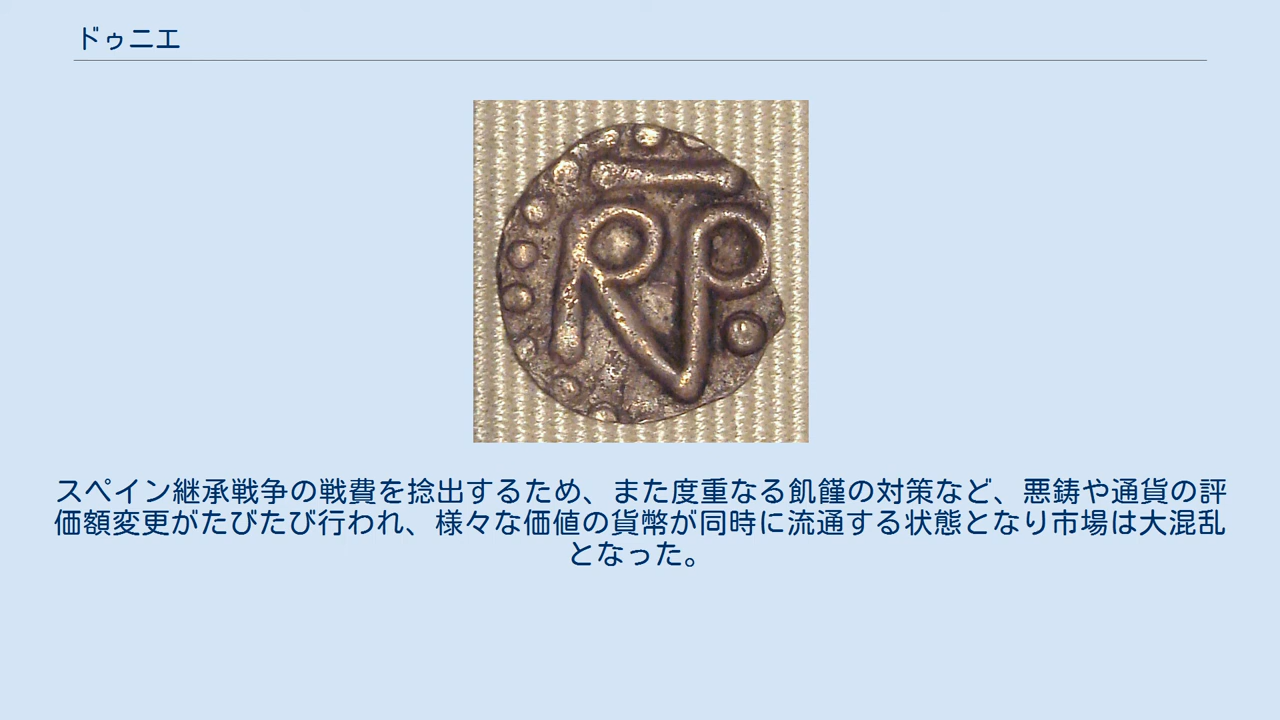 ドゥニエ
RP
スペイン継承戦争の戦費を捻出するため、また度重なる飢饉の対策など、悪鋳や通貨の評
価額変更がたびたび行われ、様々な価値の貨幣が同時に流通する状態となり市場は大混乱
となった。